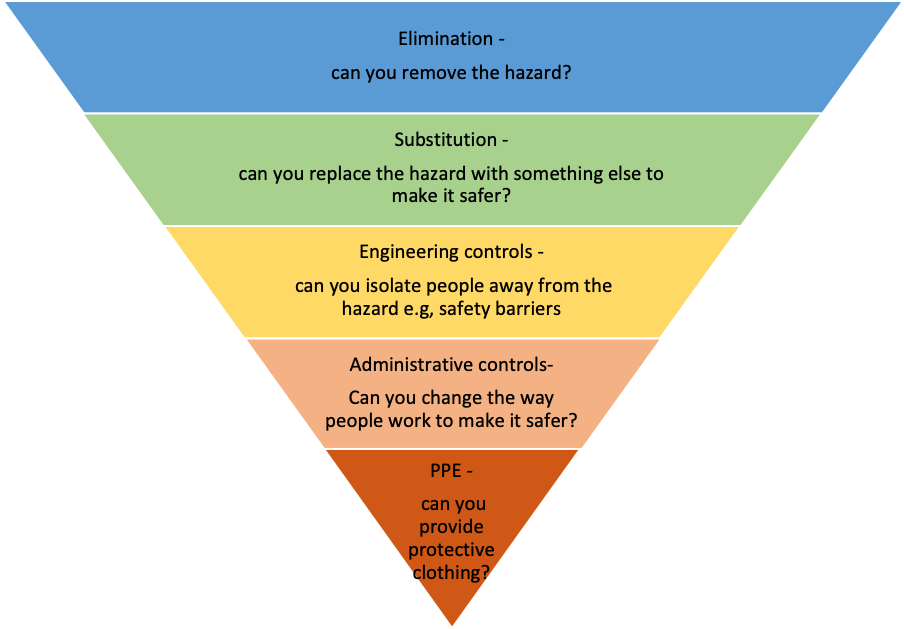 Elimination -
can you remove the hazard?
Substitution -
can you replace the hazard with something else to
make it safer?
Engineering controls -
can you isolate people away from the
hazard e.g, safety barriers
Administrative controls-
Can you change the way
people work to make it safer?
PPE -
can you
provide
protective
clothing?